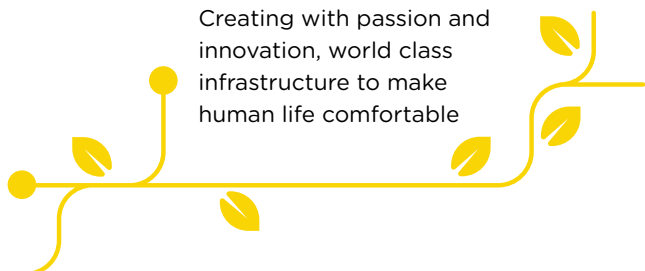 Creating with passion and
innovation, world class
infrastructure to make
human life comfortable